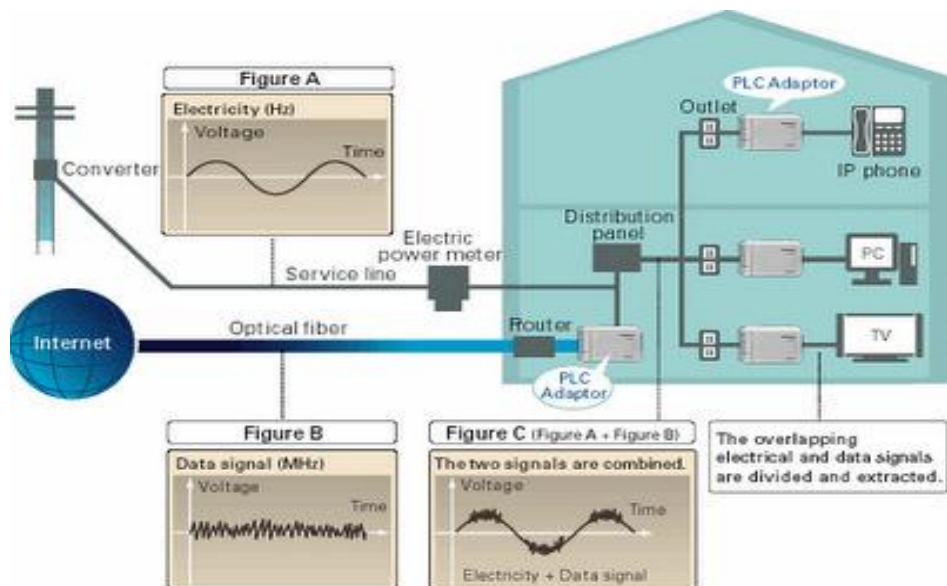 Figure A
Electricity (Hz)
Voltage
Time
Converter
Service line
Electric
power meter
PLC Adaptor
Outlet
IP phone
Distribution
panel
PC
TV
Internet
Optical fiber
Router
PLC
Adaptor
Figure B
Data signal (MHz)
Voltage
Time
Figure C (Figure A + Figure B)
The two signals are combined.
Voltage
Time
Electricity + Data signal
The overlapping
electrical and data signals
are divided and extracted.